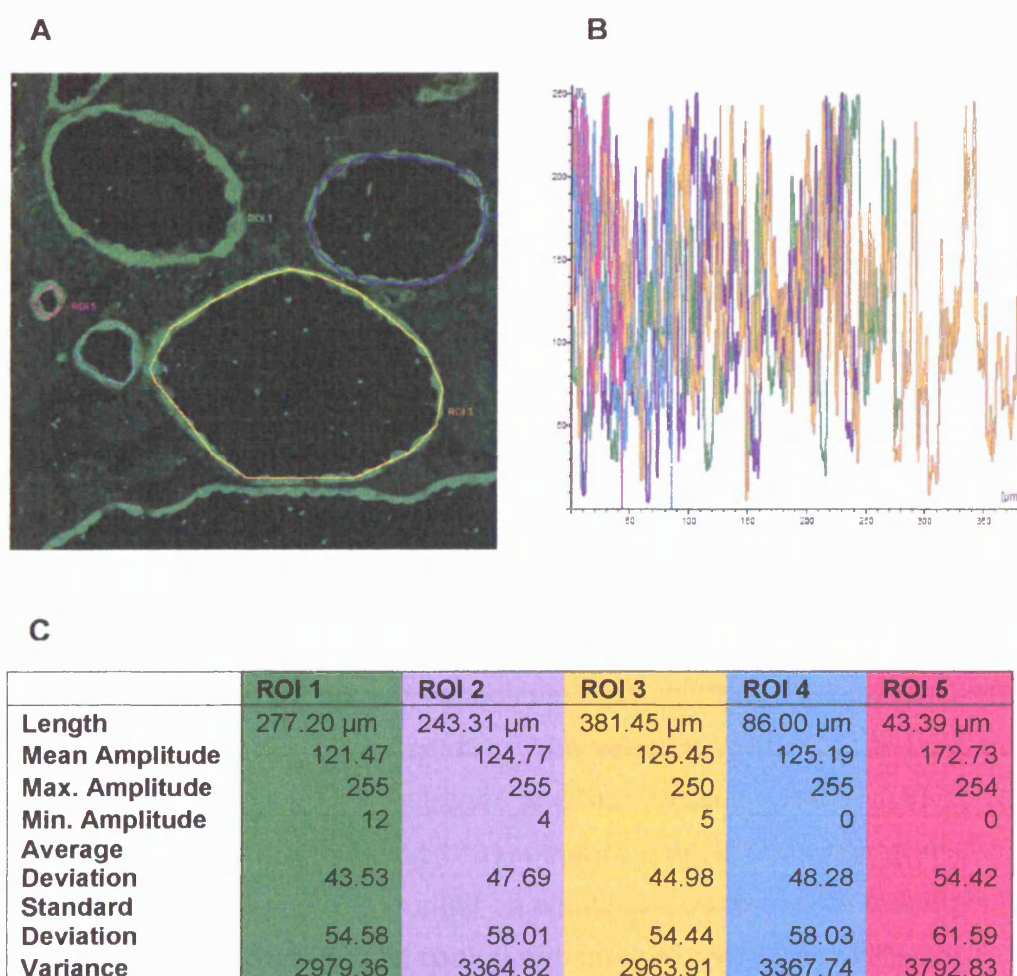 A
B
ROI 1
ROI 5
ROI 3
250
200
150
100
50
50 100 150 200 250 300 350
[µm
C
ROI 1 ROI 2 ROI 3 ROI 4 ROI 5
Length 277.20 µm 243.31 µm 381.45 µm 86.00 µm 43.39 µm
Mean Amplitude 121.47 124.77 125.45 125.19 172.73
Max. Amplitude 255 255 250 255 254
Min. Amplitude 12 4 5 0 0
Average
Deviation 43.53 47.69 44.98 48.28 54.42
Standard
Deviation 54.58 58.01 54.44 58.03 61.59
Variance 2979.36 3364.82 2963.91 3367.74 3792.83